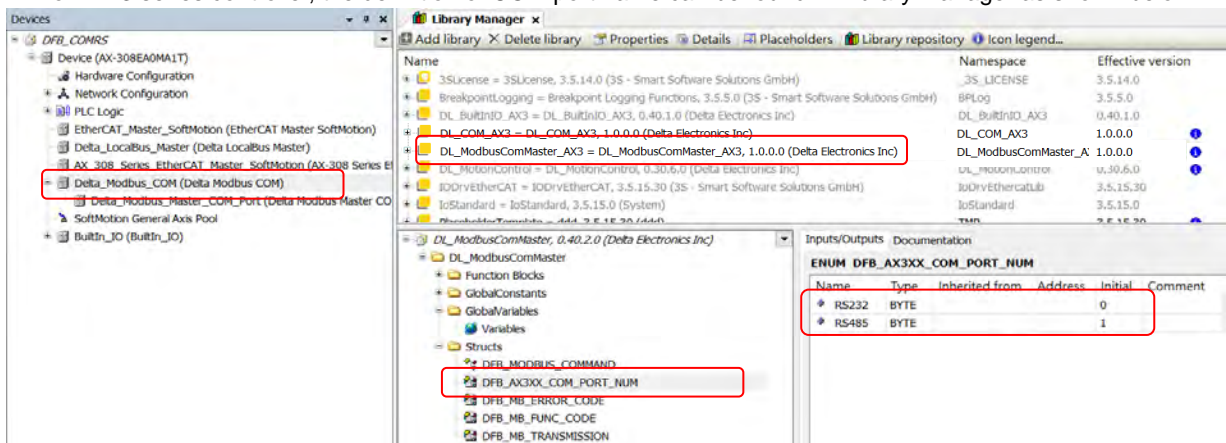 Devices
DFB_COMRS
Device (AX-308EA0MA1T)
Hardware Configuration
Network Configuration
PLC Logic
EtherCAT_Master_SoftMotion (EtherCAT Master SoftMotion)
Delta_LocalBus_Master (Delta LocalBus Master)
AX_308_Series_EtherCAT_Master_SoftMotion (AX-308 Series E
Delta_Modbus_COM (Delta Modbus COM)
Delta_Modbus_Master_COM_Port (Delta Modbus Master CO
SoftMotion General Axis Pool
BuiltIn_IO (BuiltIn_IO)
Library Manager
Add library Delete library Properties Details Placeholders Library repository Icon legend...
Name Namespace Effective version
3SLicense = 3SLicense, 3.5.14.0 (3S - Smart Software Solutions GmbH) _3S_LICENSE 3.5.14.0
BreakpointLogging = Breakpoint Logging Functions, 3.5.5.0 (3S - Smart Software Solutions GmbH) BPLog 3.5.5.0
DL_BuiltInIO_AX3 = DL_BuiltInIO_AX3, 0.40.1.0 (Delta Electronics Inc) DL_BuiltInIO_AX3 0.40.1.0
DL_COM_AX3 = DL_COM_AX3, 1.0.0.0 (Delta Electronics Inc) DL_COM_AX3 1.0.0.0
DL_ModbusComMaster_AX3 = DL_ModbusComMaster_AX3, 1.0.0.0 (Delta Electronics Inc) DL_ModbusComMaster_A 1.0.0.0
DL_MotionControl = DL_MotionControl, 0.30.6.0 (Delta Electronics Inc) DL_MotionControl 0.30.6.0
IODrvEtherCAT = IODrvEtherCAT, 3.5.15.30 (3S - Smart Software Solutions GmbH) IoDrvEthercatLib 3.5.15.30
IoStandard = IoStandard, 3.5.15.0 (System) IoStandard 3.5.15.0
DL_ModbusComMaster, 0.40.2.0 (Delta Electronics Inc)
DL_ModbusComMaster
Function Blocks
GlobalConstants
GlobalVariables
Variables
Structs
DFB_MODBUS_COMMAND
DFB_AX3XX_COM_PORT_NUM
DFB_MB_ERROR_CODE
DFB_MB_FUNC_CODE
DFB_MB_TRANSMISSION
Inputs/Outputs Documentation
ENUM DFB_AX3XX_COM_PORT_NUM
Name Type Inherited from Address Initial Comment
RS232 BYTE 0
RS485 BYTE 1